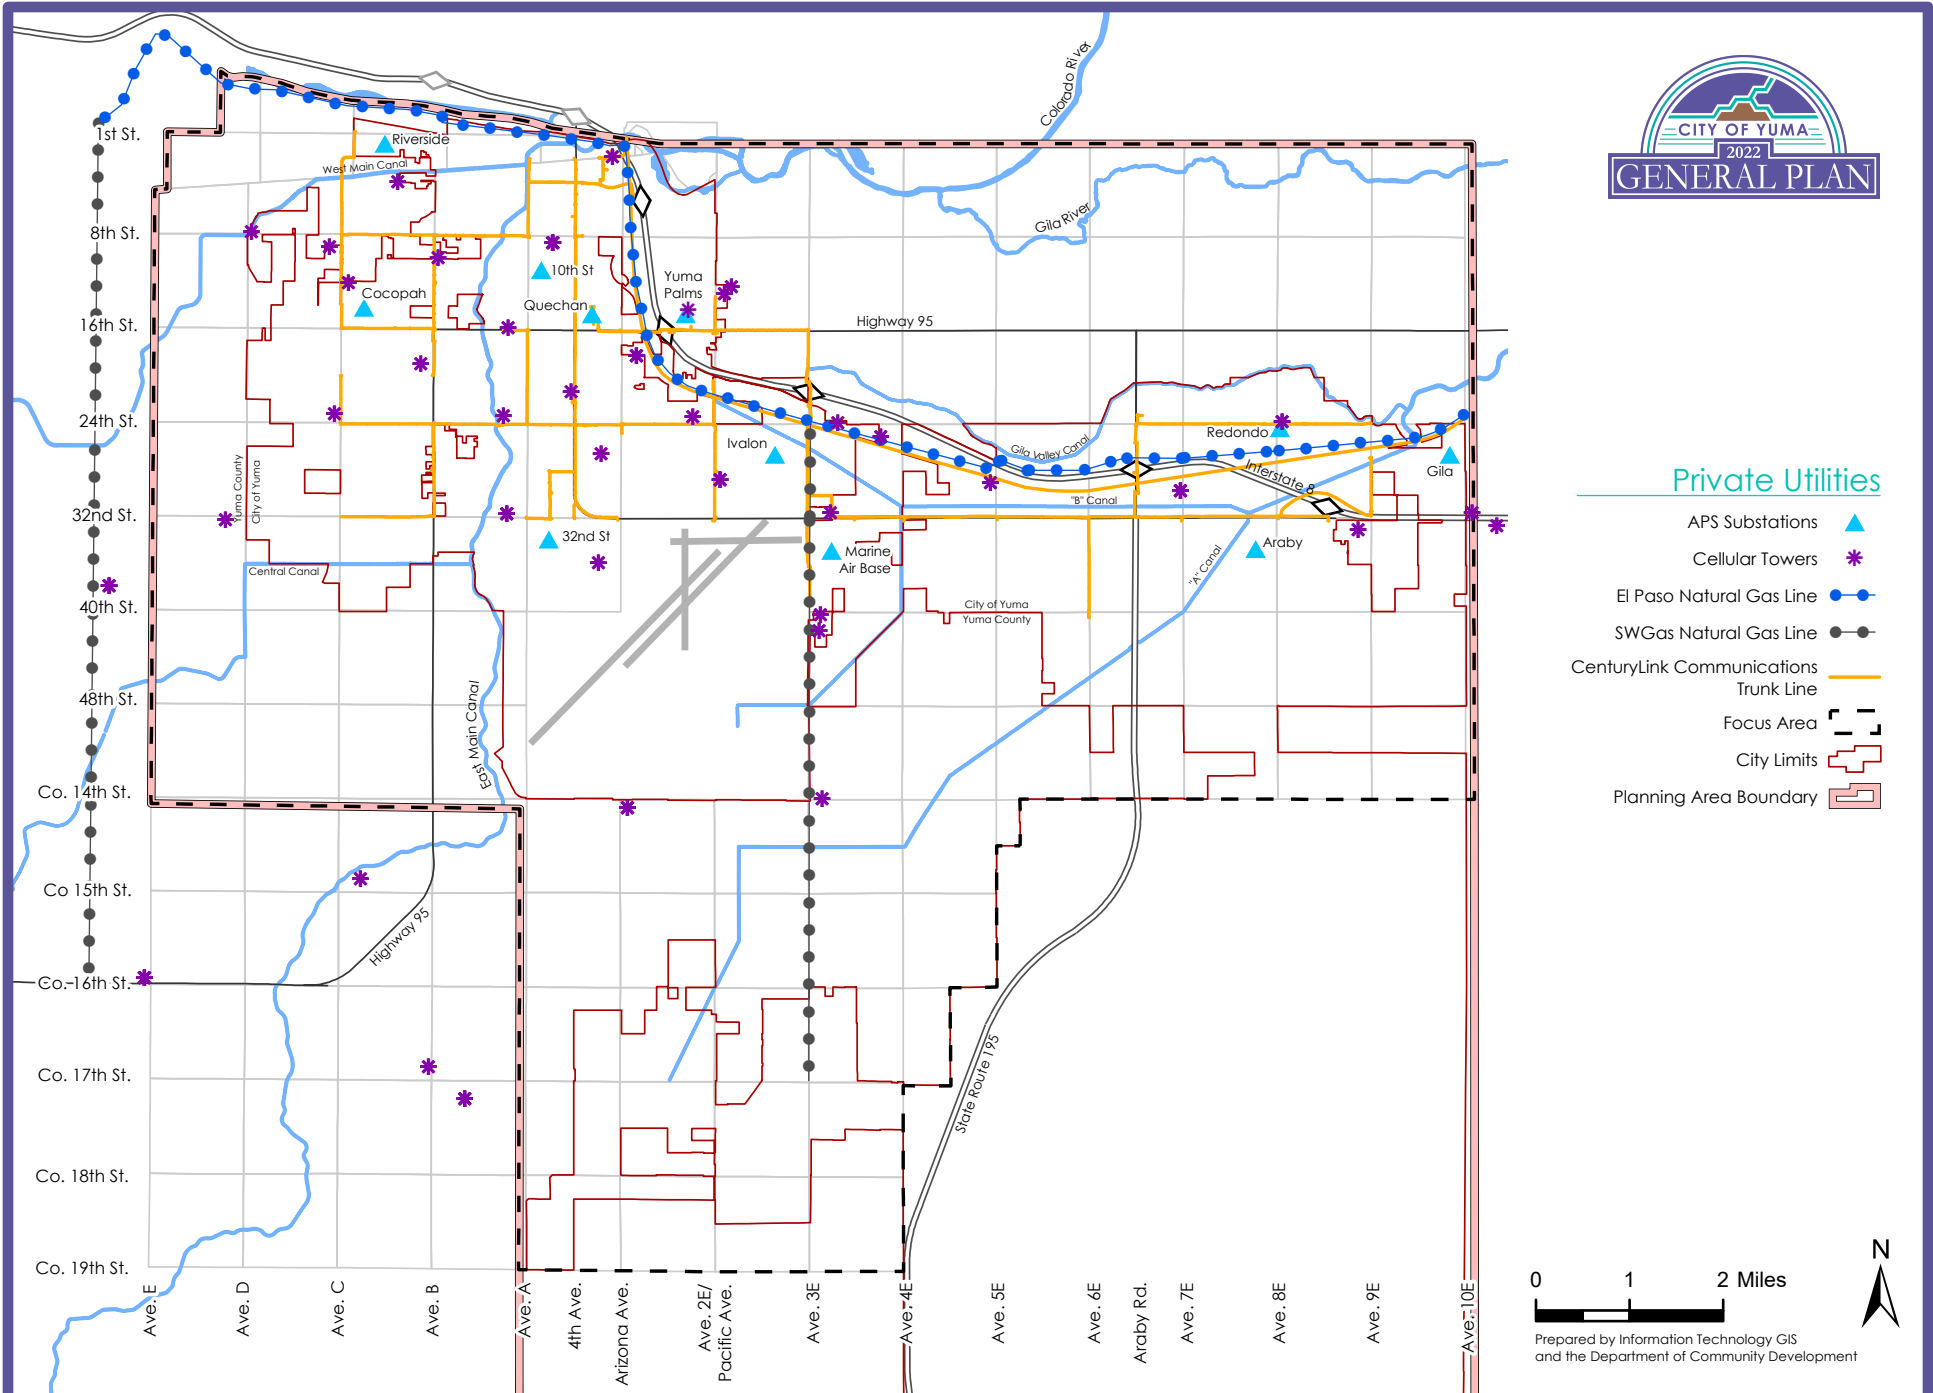 CITY OF YUMA
2022
GENERAL PLAN
Private Utilities
APS Substations
Cellular Towers
El Paso Natural Gas Line
SWGas Natural Gas Line
CenturyLink Communications
Trunk Line
Focus Area
City Limits
Planning Area Boundary
1st St.
8th St.
16th St.
24th St.
32nd St.
40th St.
48th St.
Co. 14th St.
Co 15th St.
Co. 16th St.
Co. 17th St.
Co. 18th St.
Co. 19th St.
Colorado River
Gila River
Riverside
West Main Canal
10th St
Yuma
Palms
Cocopah
Quechan
Highway 95
Ivalon
Gila Valley Canal
Redondo
Gila
Interstate 8
"B" Canal
Yuma County
City of Yuma
32nd St
Marine
Air Base
Araby
"A" Canal
Central Canal
City of Yuma
Yuma County
East Main Canal
Highway 95
State Route 195
Ave. E
Ave. D
Ave. C
Ave. B
Ave. A
4th Ave.
Arizona Ave.
Ave. 2E/
Pacific Ave.
Ave. 3E
Ave. 4E
Ave. 5E
Ave. 6E
Araby Rd.
Ave. 7E
Ave. 8E
Ave. 9E
Ave. 10E
N
0 1 2 Miles
Prepared by Information Technology GIS
and the Department of Community Development